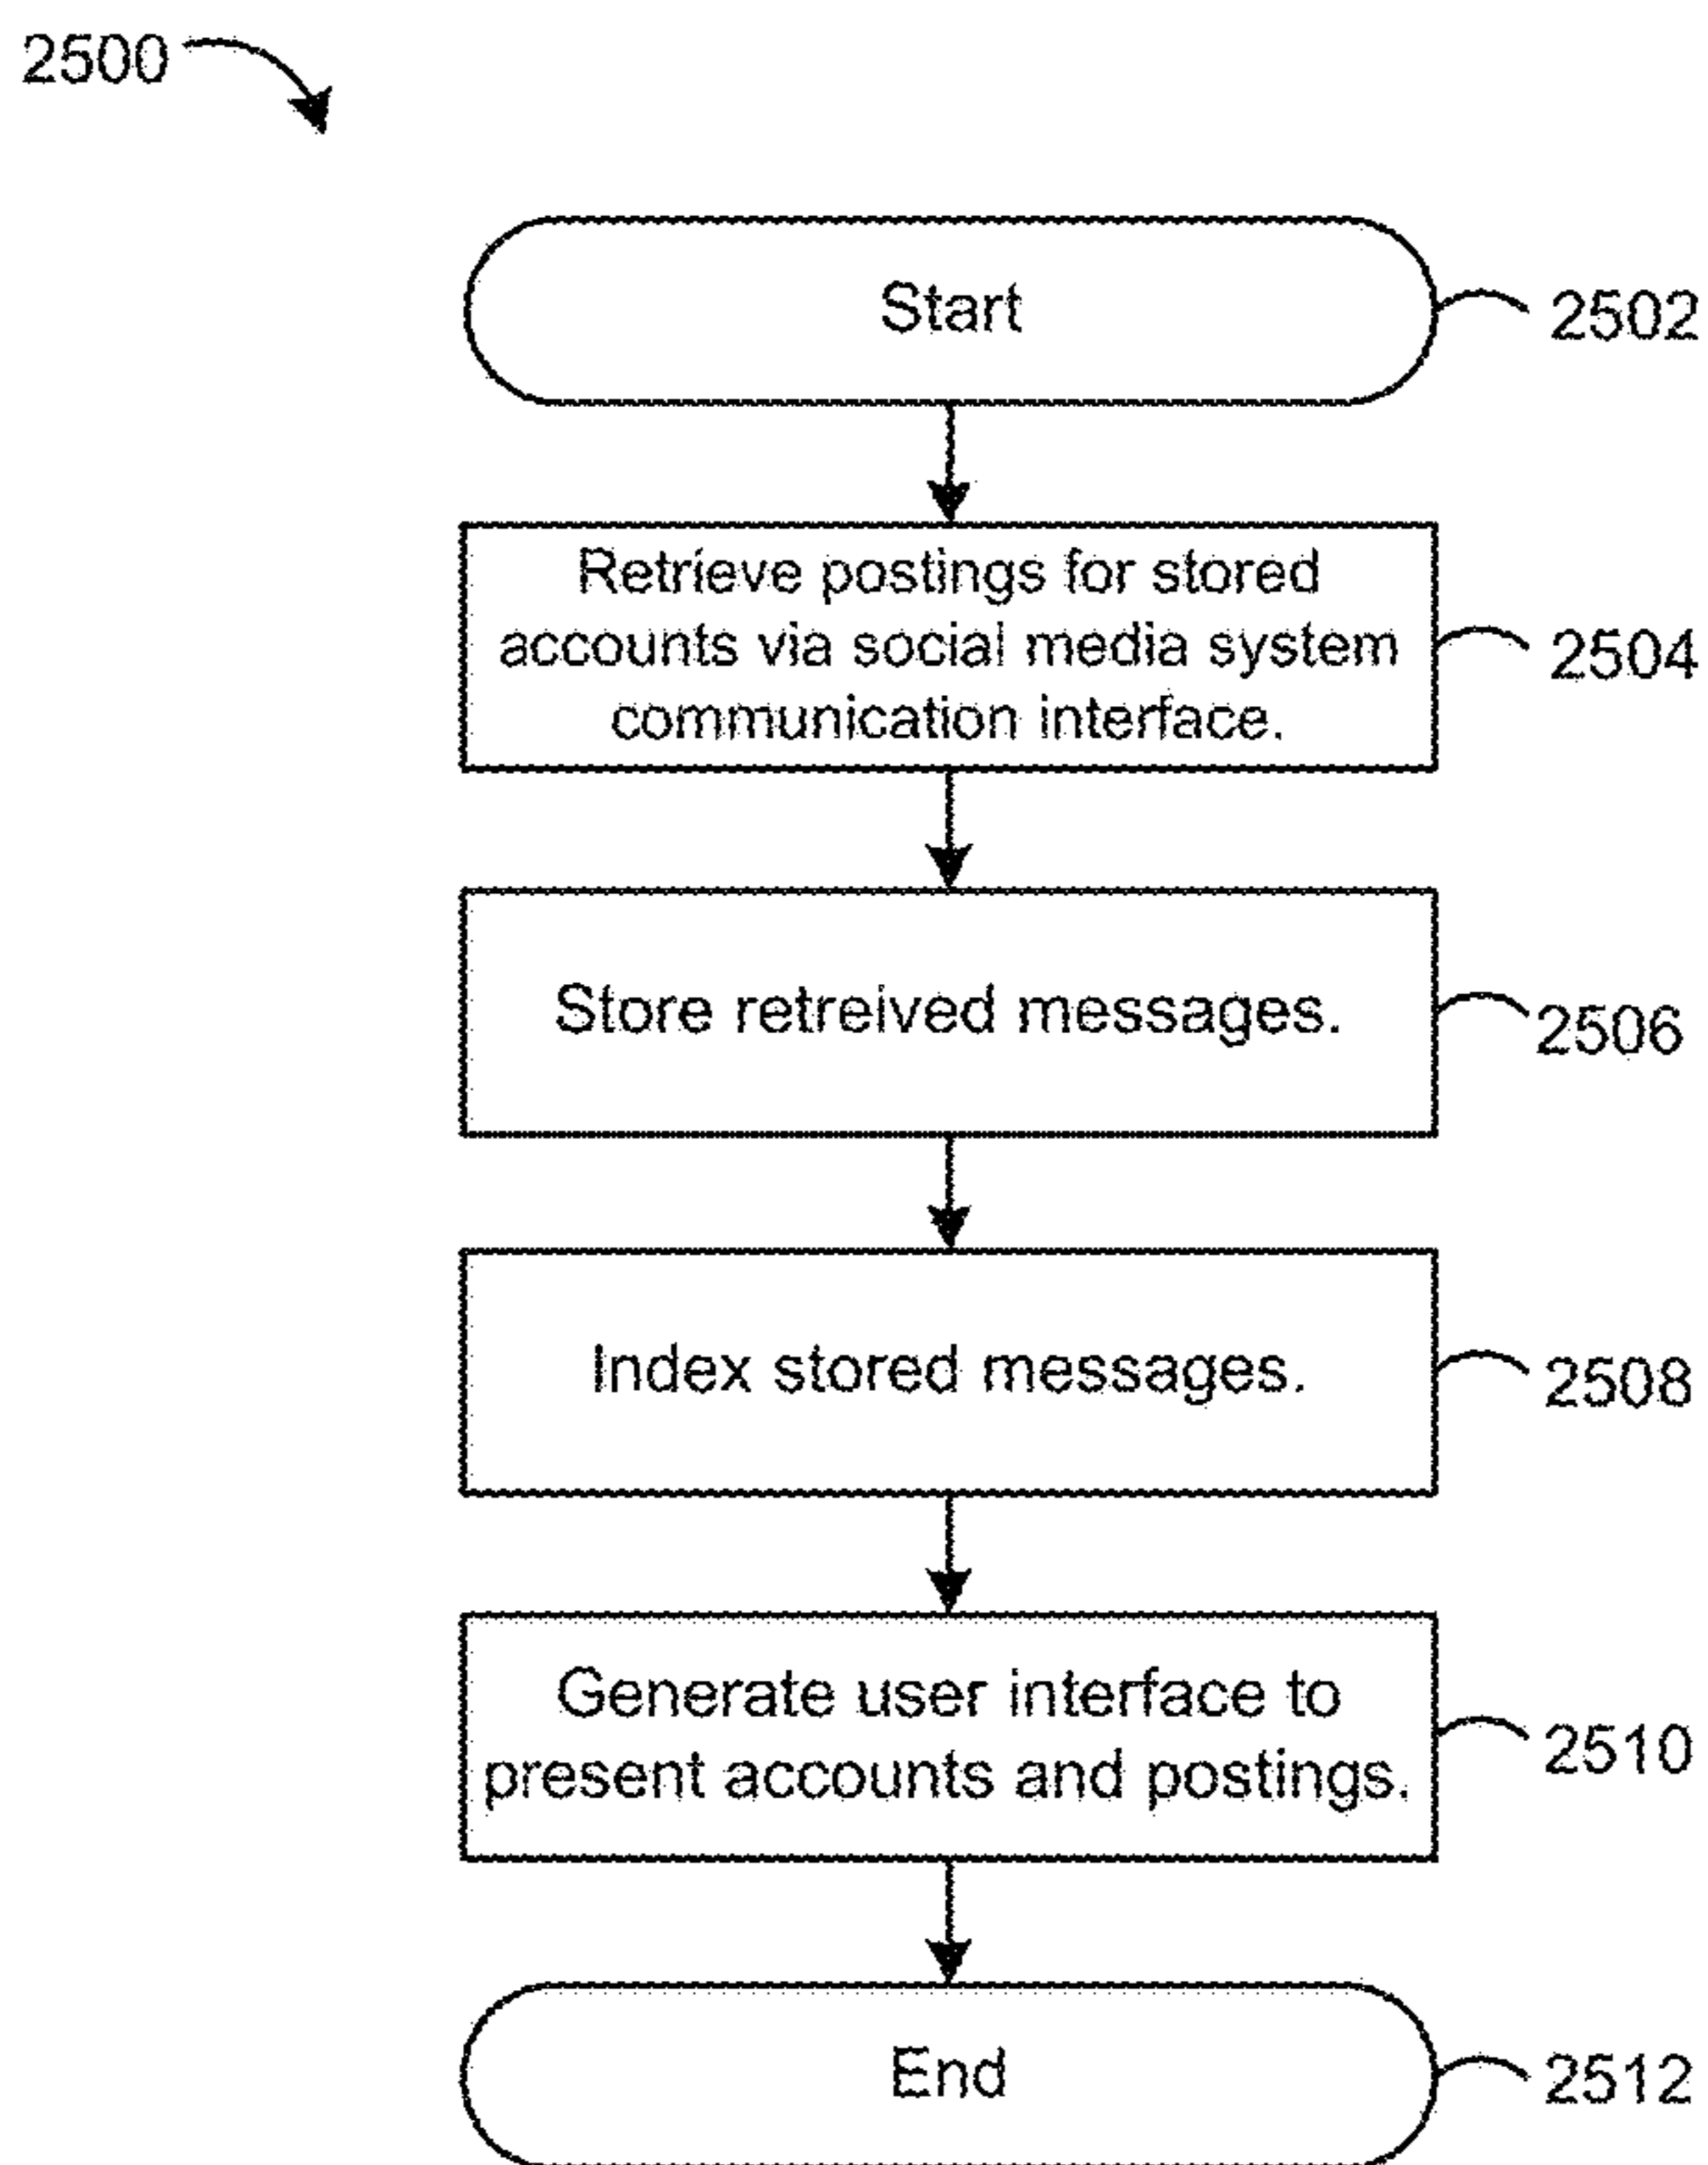 2500
Start
2502
Retrieve postings for stored
accounts via social media system
communication interface.
2504
Store retreived messages.
2506
Index stored messages.
2508
Generate user interface to
present accounts and postings.
2510
End
2512